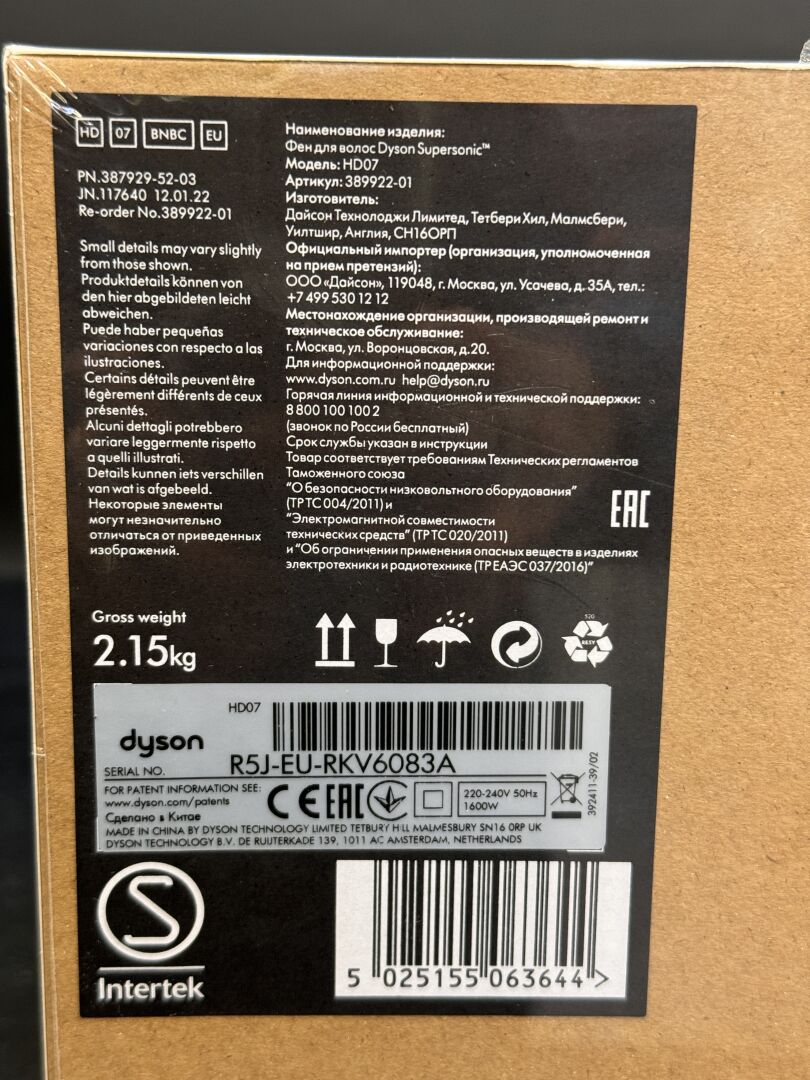 HD 07 BNBC EU
PN.387929-52-03
JN.117640 12.01.22
Re-order No.389922-01
Small details may vary slightly
from those shown.
Produktdetails können von
den hier abgebildeten leicht
abweichen.
Puede haber pequeñas
variaciones con respecto a las
ilustraciones.
Certains détails peuvent être
légèrement différents de ceux
présentés.
Alcuni dettagli potrebbero
variare leggermente rispetto
a quelli illustrati.
Details kunnen iets verschillen
van wat is afgebeeld.
Некоторые элементы
могут незначительно
отличаться от приведенных
изображений.
Наименование изделия:
Фен для волос Dyson Supersonic™
Модель: HD07
Артикул: 389922-01
Изготовитель:
Дайсон Технолоджи Лимитед, Тетбери Хил, Малмсбери,
Уилтшир, Англия, СН16ОРП
Официальный импортер (организация, уполномоченная
на прием претензий):
ООО «Дайсон», 119048, г. Москва, ул. Усачева, д. 35А, тел.:
+7 499 530 12 12
Местонахождение организации, производящей ремонт и
техническое обслуживание:
г. Москва, ул. Воронцовская, д.20.
Для информационной поддержки:
www.dyson.com.ru help@dyson.ru
Горячая линия информационной и технической поддержки:
8 800 100 100 2
(звонок по России бесплатный)
Срок службы указан в инструкции
Товар соответствует требованиям Технических регламентов
Таможенного союза
"О безопасности низковольтного оборудования"
(ТР ТС 004/2011) и
"Электромагнитной совместимости
технических средств" (ТР ТС 020/2011)
и "Об ограничении применения опасных веществ в изделиях
электротехники и радиотехнике (ТР ЕАЭС 037/2016)"
EAC
Gross weight
2.15kg
520
RESY
HD07
dyson
SERIAL NO.
R5J-EU-RKV6083A
FOR PATENT INFORMATION SEE:
www.dyson.com/patents
CE EAC
220-240V 50Hz
1600W
392411-39/02
Сделано в Китае
MADE IN CHINA BY DYSON TECHNOLOGY LIMITED TETBURY HILL MALMESBURY SN16 0RP UK
DYSON TECHNOLOGY B.V. DE RUIJTERKADE 139, 1011 AC AMSTERDAM, NETHERLANDS
S
Intertek
5 025155 063644 >